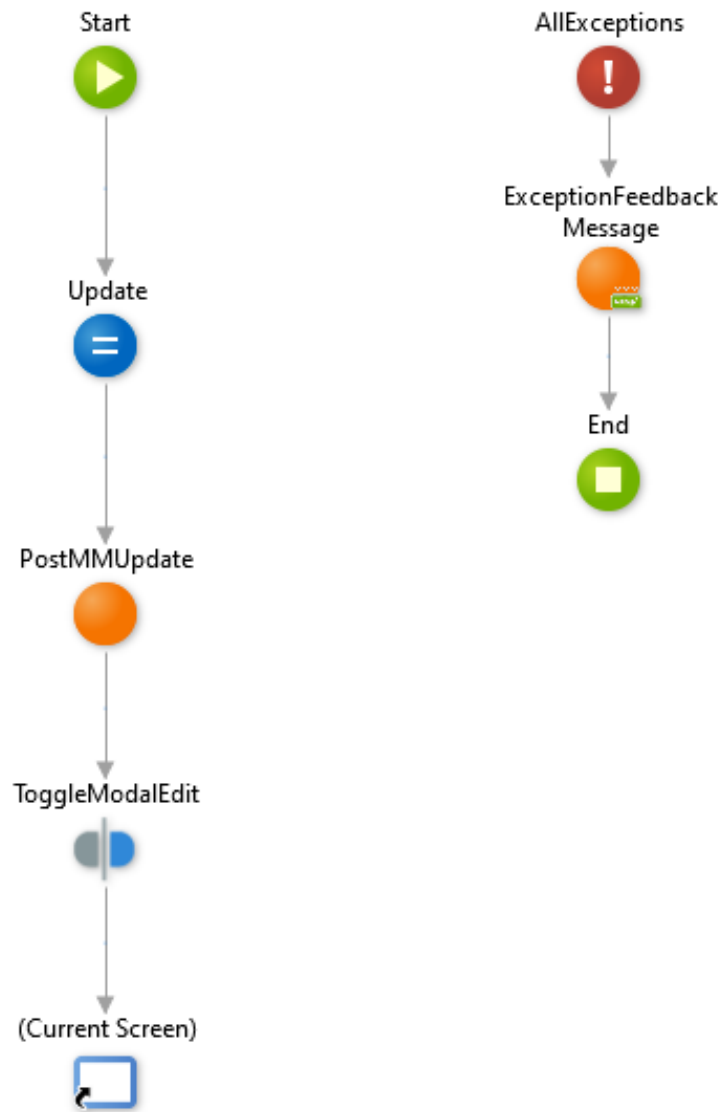 Start
Update
PostMMUpdate
ToggleModalEdit
(Current Screen)
AllExceptions
ExceptionFeedback
Message
End